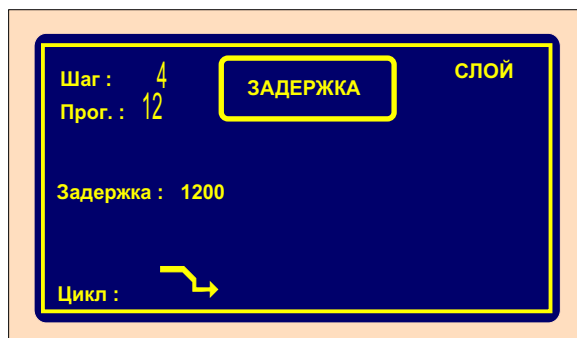 Шаг : 4
ЗАДЕРЖКА
СЛОЙ
Прог. : 12
Задержка : 1200
Цикл :